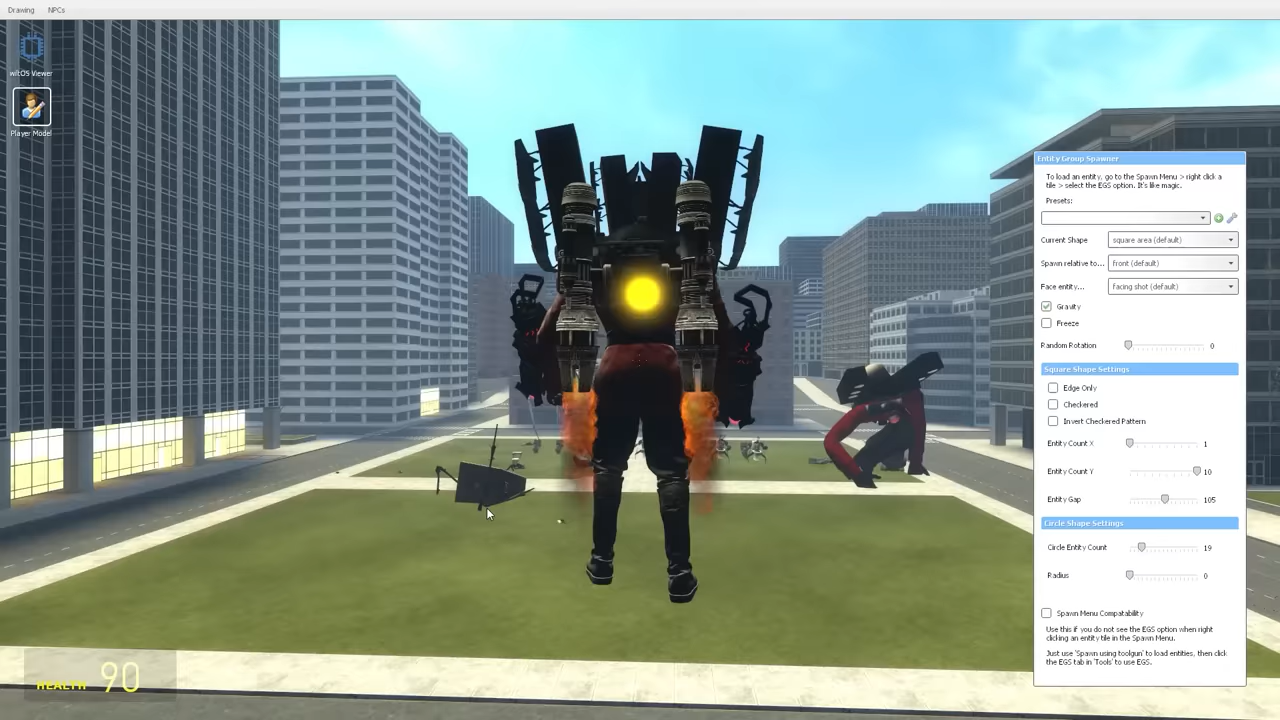 Drawing NPCs
wiltOS Viewer
Player Model
Entity Group Spawner
To load an entity, go to the Spawn Menu > right click a
tile > select the EGS option. It's like magic.
Presets:
Current Shape square area (default)
Spawn relative to... front (default)
Face entity... facing shot (default)
Gravity
Freeze
Random Rotation 0
Square Shape Settings
Edge Only
Checkered
Invert Checkered Pattern
Entity Count X 1
Entity Count Y 10
Entity Gap 105
Circle Shape Settings
Circle Entity Count 19
Radius 0
Spawn Menu Compatability
Use this if you do not see the EGS option when right
clicking an entity tile in the Spawn Menu.
Just use 'Spawn using toolgun' to load entities, then click
the EGS tab in 'Tools' to use EGS.
HEALTH 90